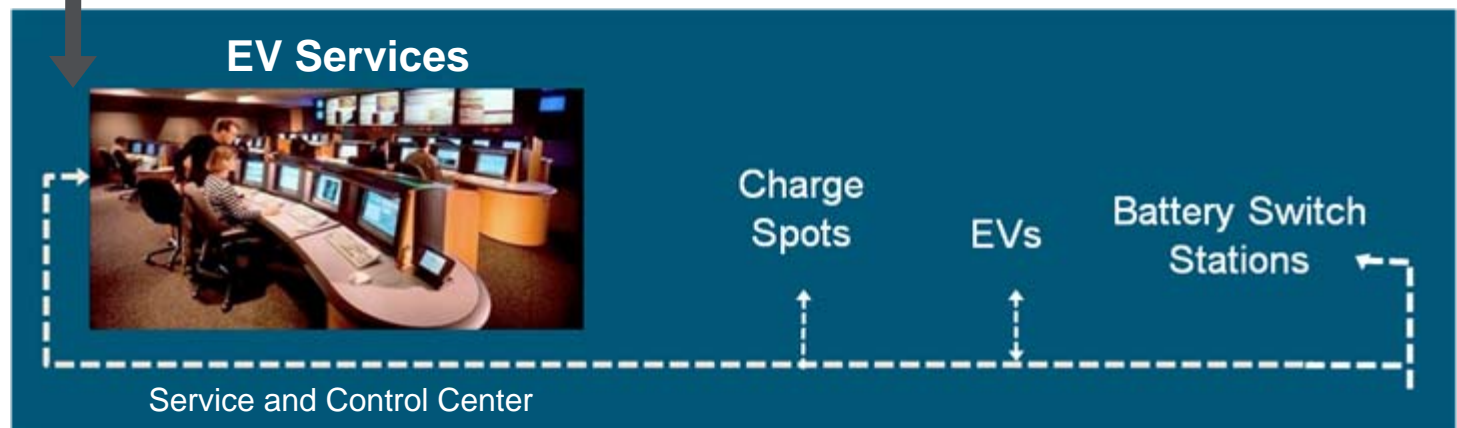 EV Services
Charge
Spots
EVs
Battery Switch
Stations
Service and Control Center